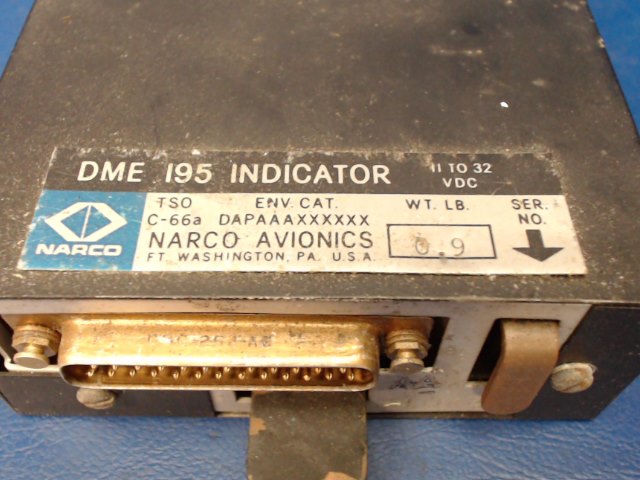 DME 195 INDICATOR
11 TO 32
VDC
TSO ENV. CAT. WT. LB. SER.
C-66a DAPAAAXXXXXX NO.
NARCO NARCO AVIONICS 0.9
FT. WASHINGTON, PA. U.S.A.